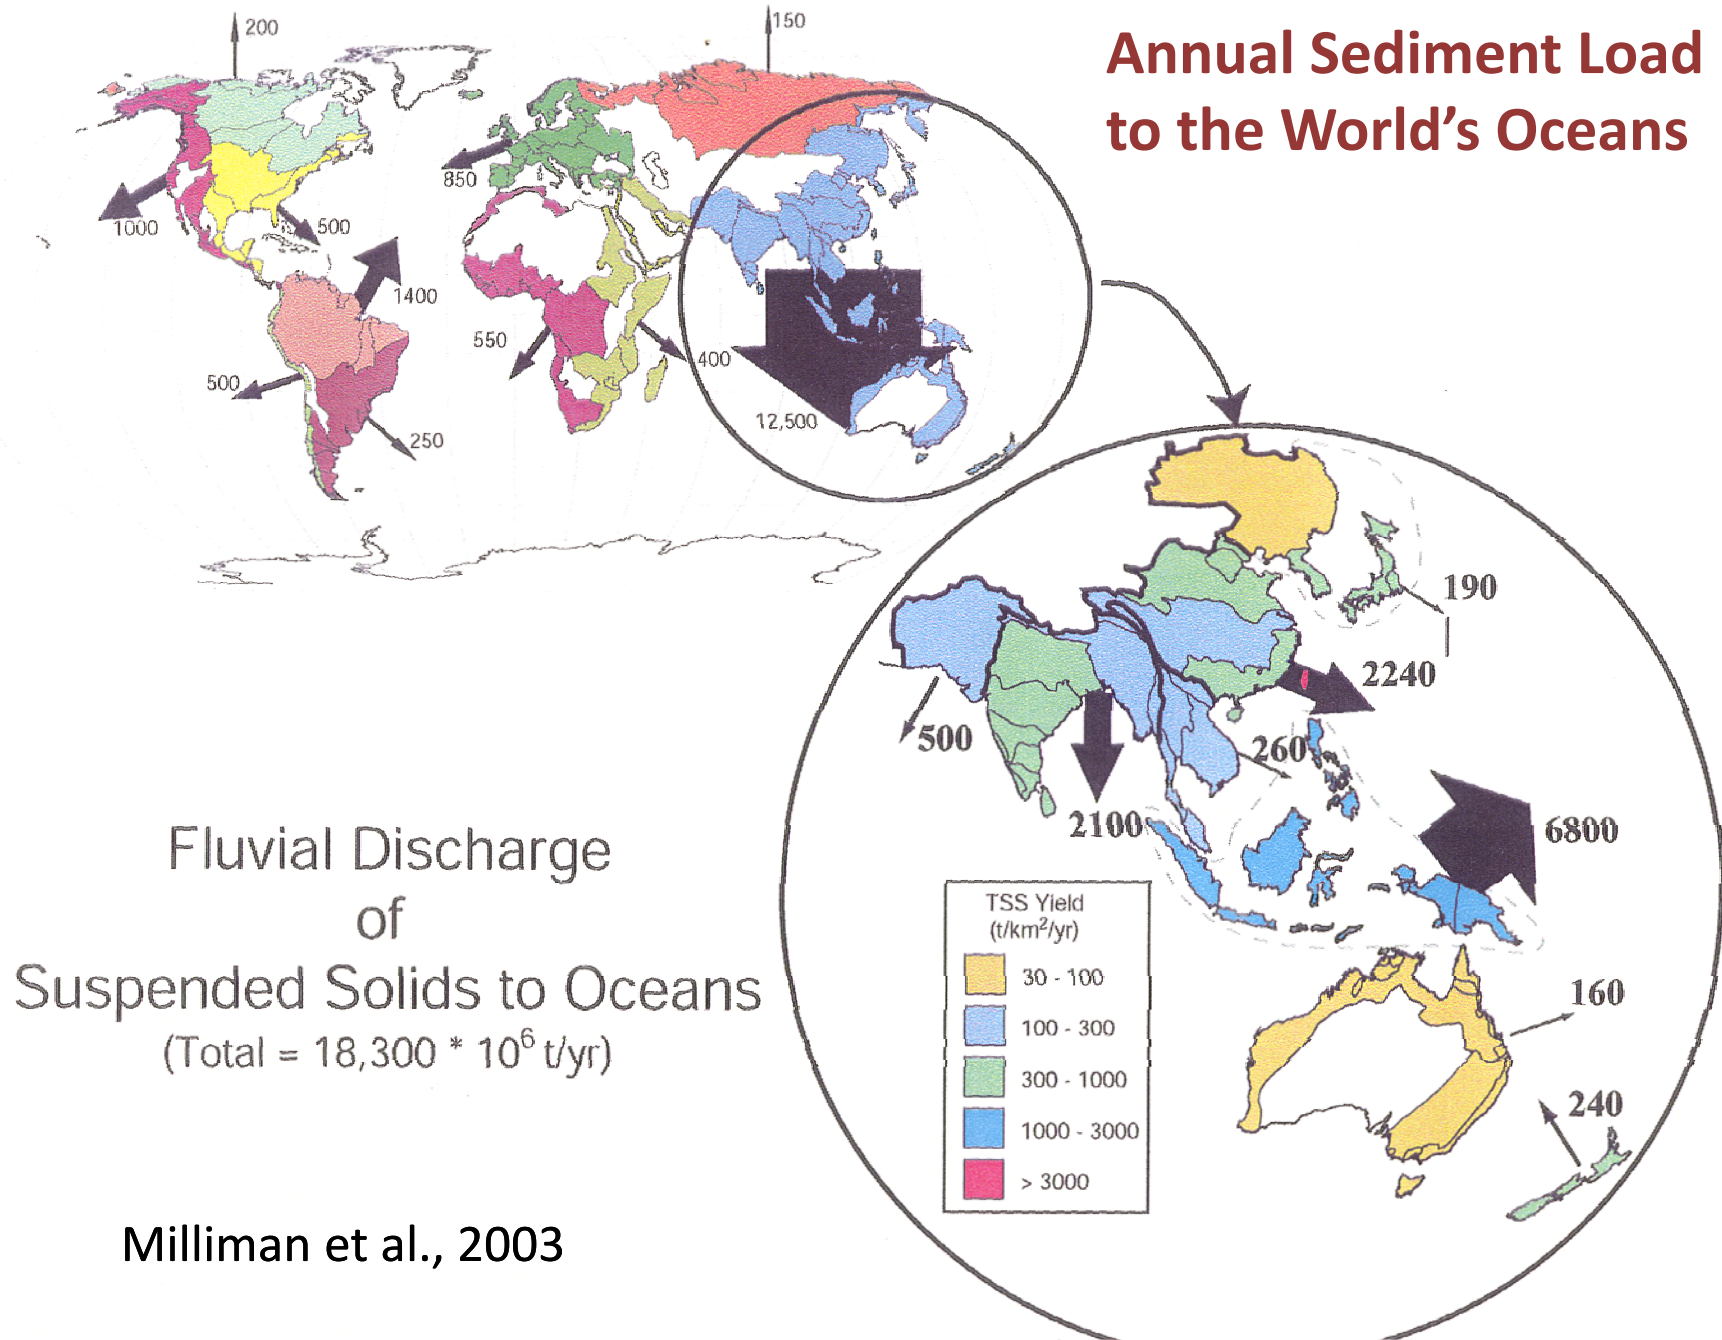 Annual Sediment Load
to the World’s Oceans
200
150
850
1000
500
1400
550
400
500
250
12,500
190
2240
500
260
2100
6800
TSS Yield
(t/km²/yr)
30 - 100
100 - 300
300 - 1000
1000 - 3000
> 3000
160
240
Fluvial Discharge
of
Suspended Solids to Oceans
(Total = 18,300 * 10⁶ t/yr)
Milliman et al., 2003